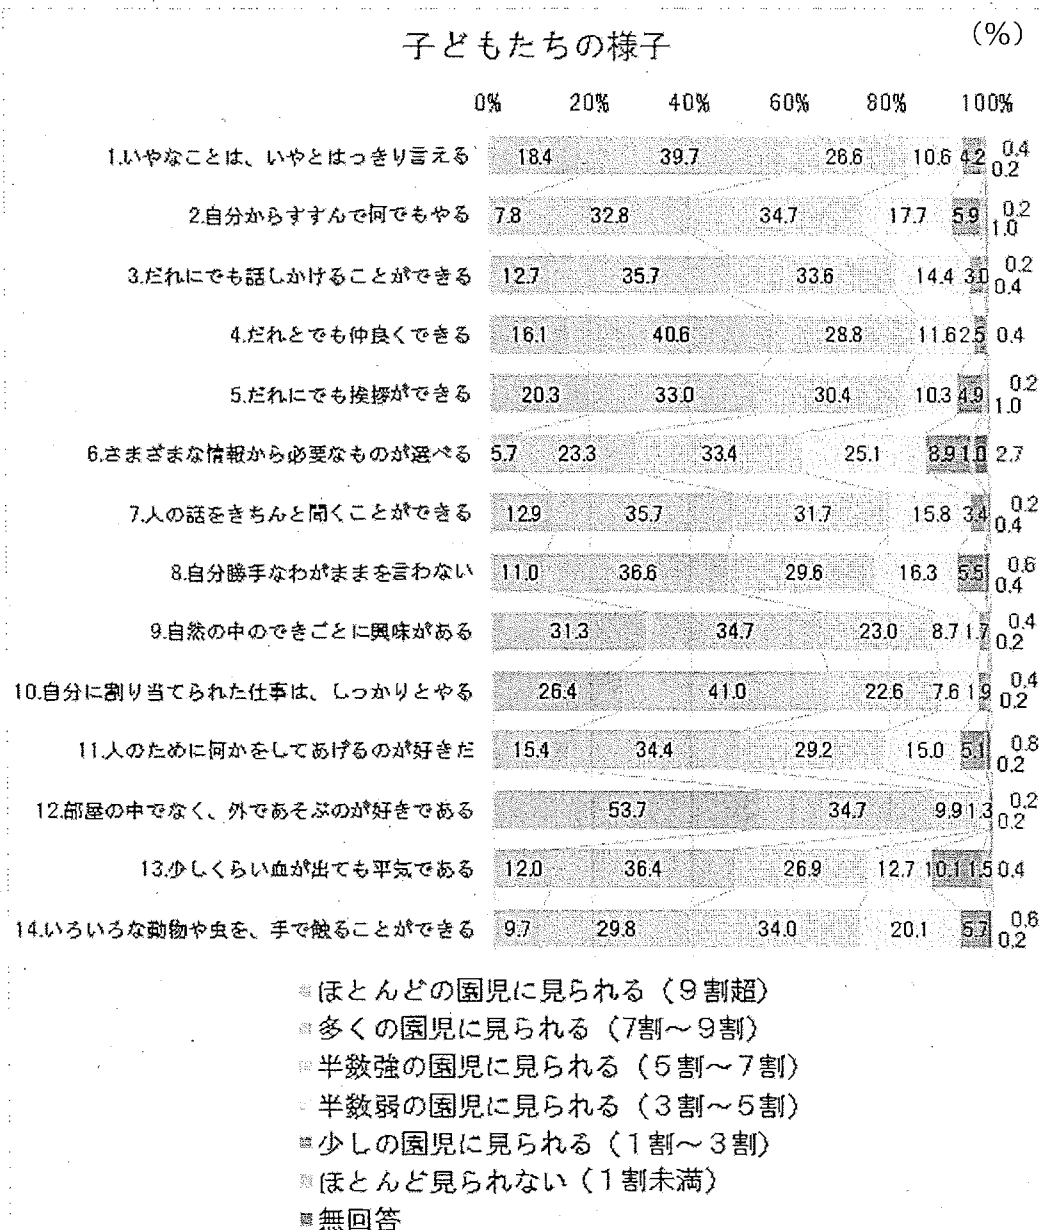 子どもたちの様子
(%)
0% 20% 40% 60% 80% 100%
1.いやなことは、いやとはっきり言える 18.4 39.7 26.6 10.6 4.2 0.4 0.2
2.自分からすすんで何でもやる 7.8 32.8 34.7 17.7 5.9 0.2 1.0
3.だれにでも話しかけることができる 12.7 35.7 33.6 14.4 3.0 0.2 0.4
4.だれとでも仲良くできる 16.1 40.6 28.8 11.6 2.5 0.4
5.だれにでも挨拶ができる 20.3 33.0 30.4 10.3 4.9 0.2 1.0
6.さまざまな情報から必要なものが選べる 5.7 23.3 33.4 25.1 8.9 1.0 2.7
7.人の話をきちんと聞くことができる 12.9 35.7 31.7 15.8 3.4 0.2 0.4
8.自分勝手なわがままを言わない 11.0 36.6 29.6 16.3 5.5 0.6 0.4
9.自然の中のできごとに興味がある 31.3 34.7 23.0 8.7 1.7 0.4 0.2
10.自分に割り当てられた仕事は、しっかりとやる 26.4 41.0 22.6 7.6 1.9 0.4 0.2
11.人のために何かをしてあげるのが好きだ 15.4 34.4 29.2 15.0 5.1 0.8 0.2
12.部屋の中でなく、外であそぶのが好きである 53.7 34.7 9.9 1.3 0.2 0.2
13.少しくらい血が出ても平気である 12.0 36.4 26.9 12.7 10.1 1.5 0.4
14.いろいろな動物や虫を、手で触ることができる 9.7 29.8 34.0 20.1 5.7 0.6 0.2
ほとんどの園児に見られる（９割超）
多くの園児に見られる（7割～９割）
半数強の園児に見られる（５割～７割）
半数弱の園児に見られる（３割～５割）
少しの園児に見られる（１割～３割）
ほとんど見られない（１割未満）
無回答